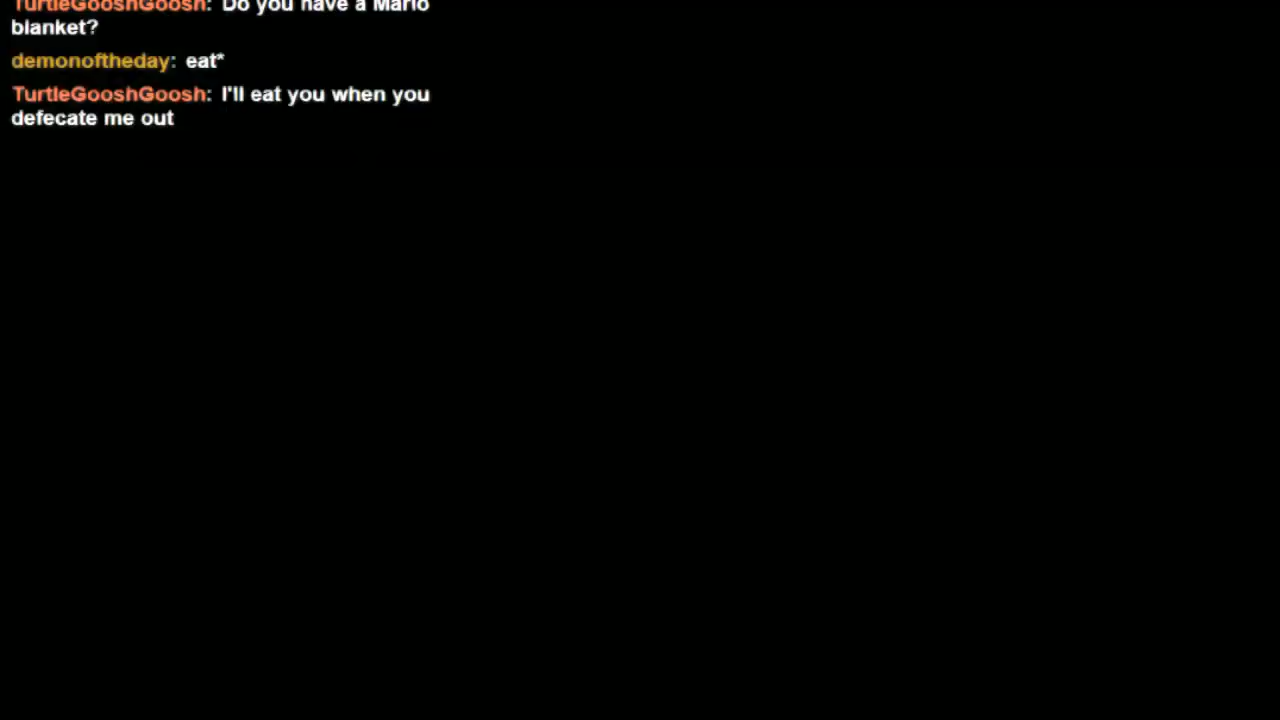 TurtleGooshGoosh: Do you have a Mario
blanket?
demonoftheday: eat*
TurtleGooshGoosh: I'll eat you when you
defecate me out